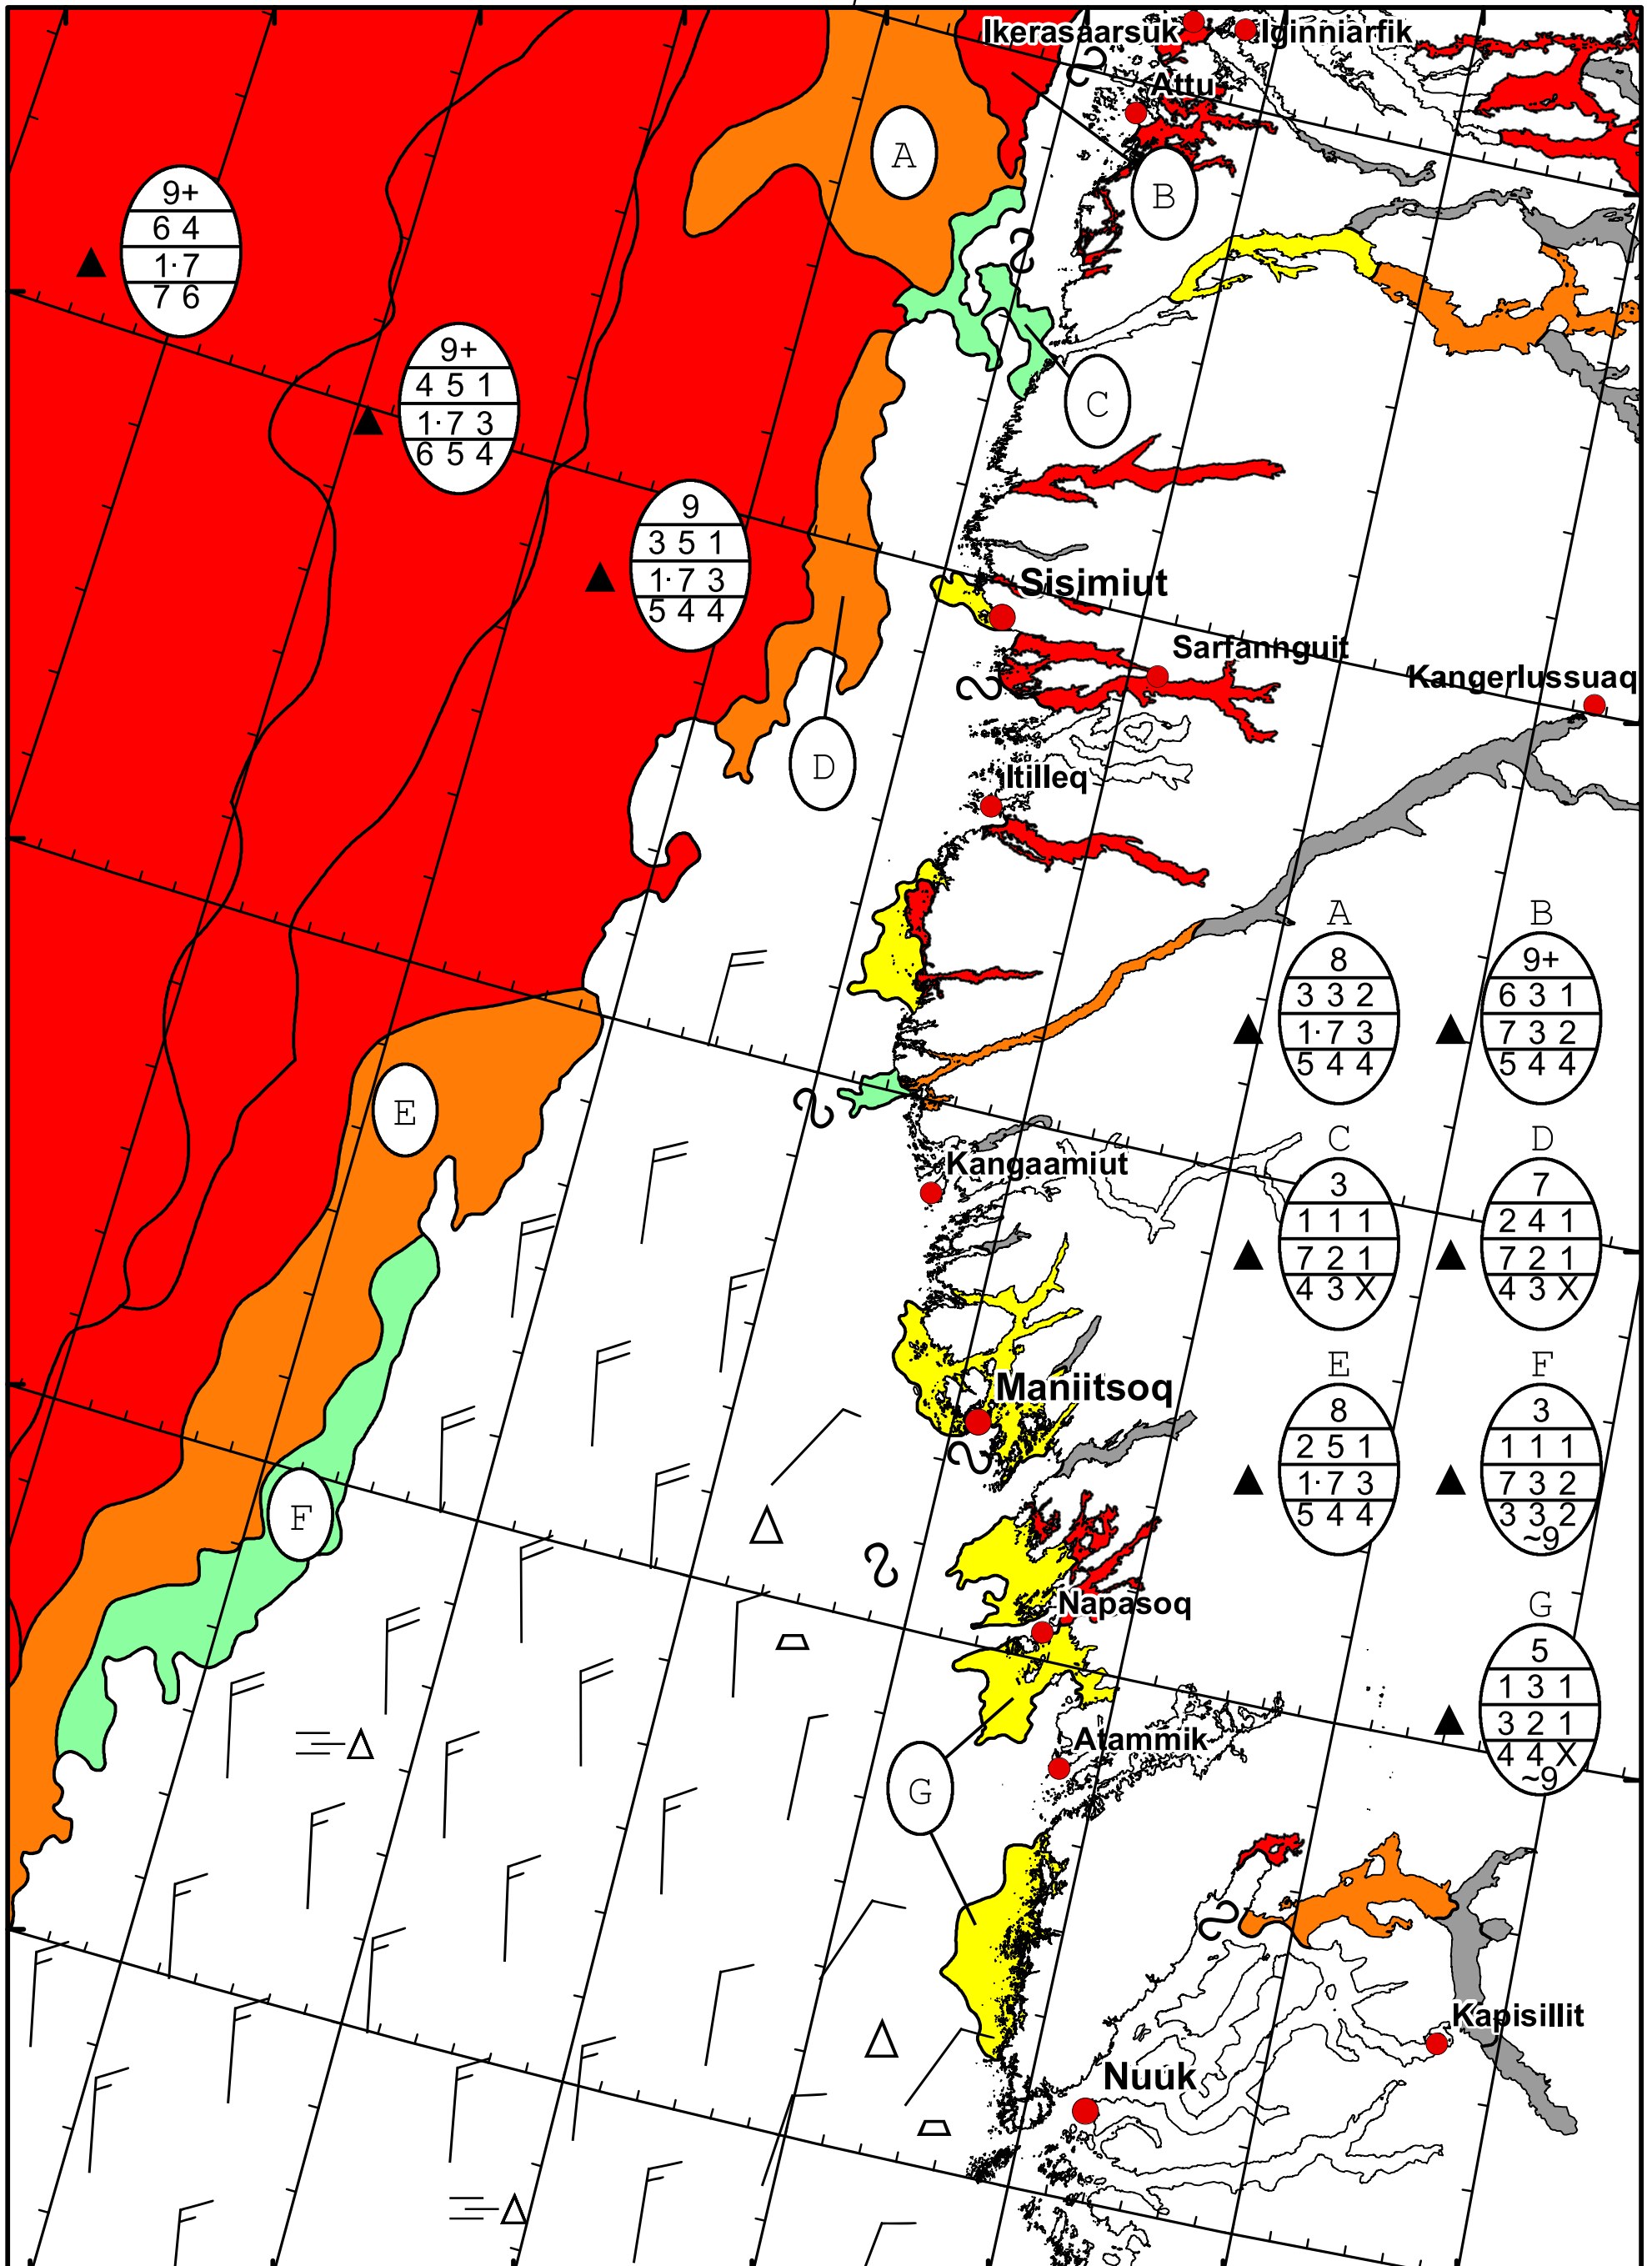 Ikerasaarsuk
Iginniarfik
Attu
A
B
9+
6 4
1· 7
7 6
9+
4 5 1
1· 7 3
6 5 4
C
9
3 5 1
1· 7 3
5 4 4
Sisimiut
Sarfannguit
Kangerlussuaq
D
Itilleq
A
8
3 3 2
1· 7 3
5 4 4
B
9+
6 3 1
7 3 2
5 4 4
E
Kangaamiut
C
3
1 1 1
7 2 1
4 3 X
D
7
2 4 1
7 2 1
4 3 X
Maniitsoq
E
8
2 5 1
1· 7 3
5 4 4
F
3
1 1 1
7 3 2
3 3 2
~9
F
Napasoq
G
5
1 3 1
3 2 1
4 4 X
~9
Atammik
G
Kapisillit
Nuuk